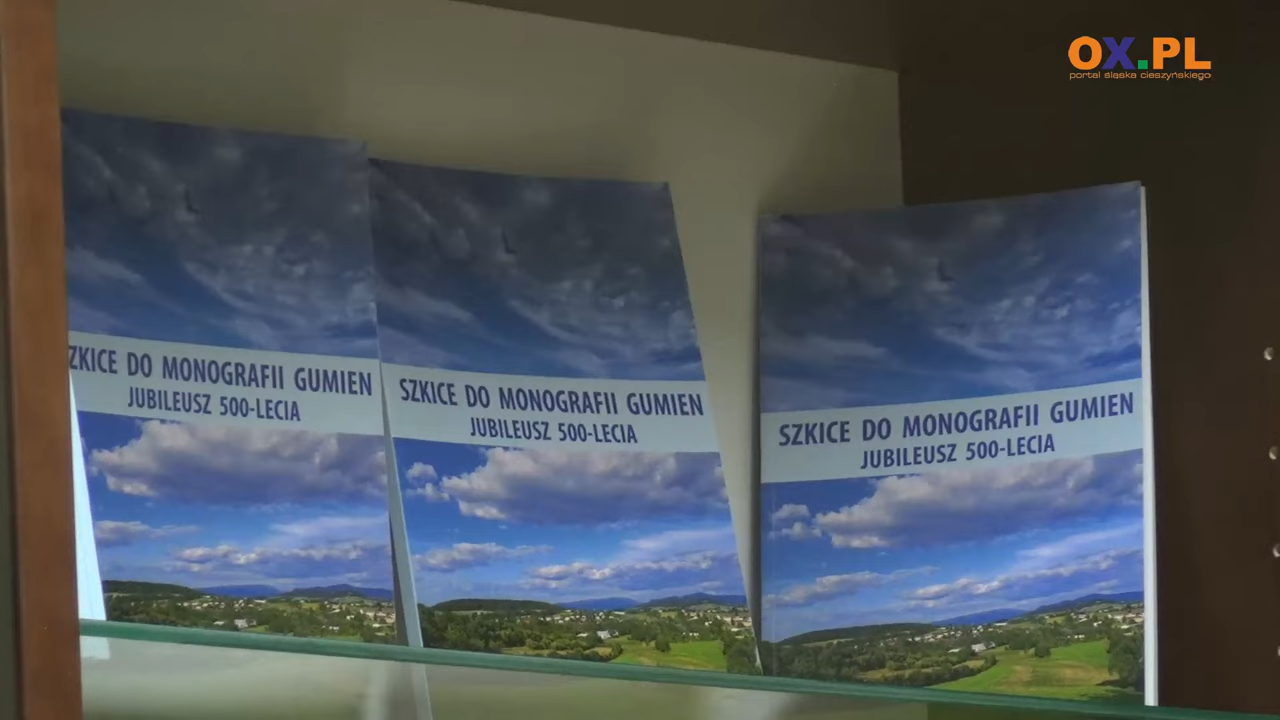 OX.PL
portal śląska cieszyńskiego
ZKICE DO MONOGRAFII GUMIEN
JUBILEUSZ 500-LECIA
SZKICE DO MONOGRAFII GUMIEN
JUBILEUSZ 500-LECIA
SZKICE DO MONOGRAFII GUMIEN
JUBILEUSZ 500-LECIA